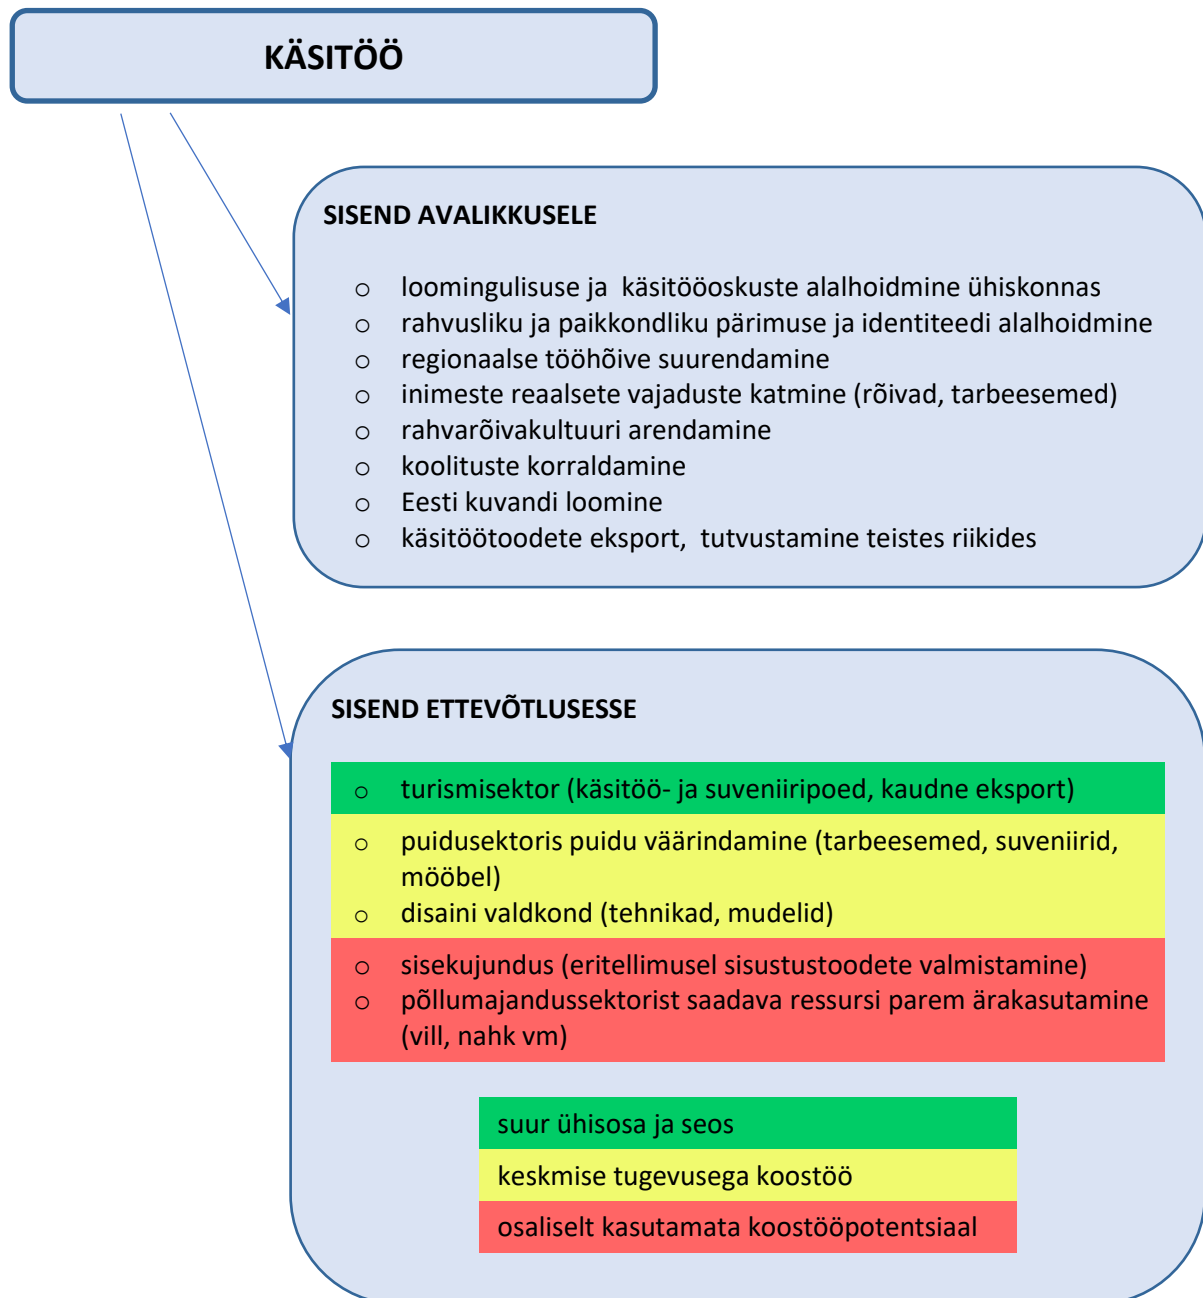 KÄSITÖÖ
SISEND AVALIKKUSELE
o loomingulisuse ja käsitööoskuste alalhoidmine ühiskonnas
o rahvusliku ja paikkondliku pärimuse ja identiteedi alalhoidmine
o regionaalse tööhõive suurendamine
o inimeste reaalsete vajaduste katmine (rõivad, tarbeesemed)
o rahvarõivakultuuri arendamine
o koolituste korraldamine
o Eesti kuvandi loomine
o käsitöötoodete eksport, tutvustamine teistes riikides
SISEND ETTEVÕTLUSESSE
o turismisektor (käsitöö- ja suveniiripoed, kaudne eksport)
o puidusektoris puidu väärindamine (tarbeesemed, suveniirid,
mööbel)
o disaini valdkond (tehnikad, mudelid)
o sisekujundus (eritellimusel sisustustoodete valmistamine)
o põllumajandussektorist saadava ressursi parem ärakasutamine
(vill, nahk vm)
suur ühisosa ja seos
keskmise tugevusega koostöö
osaliselt kasutamata koostööpotentsiaal